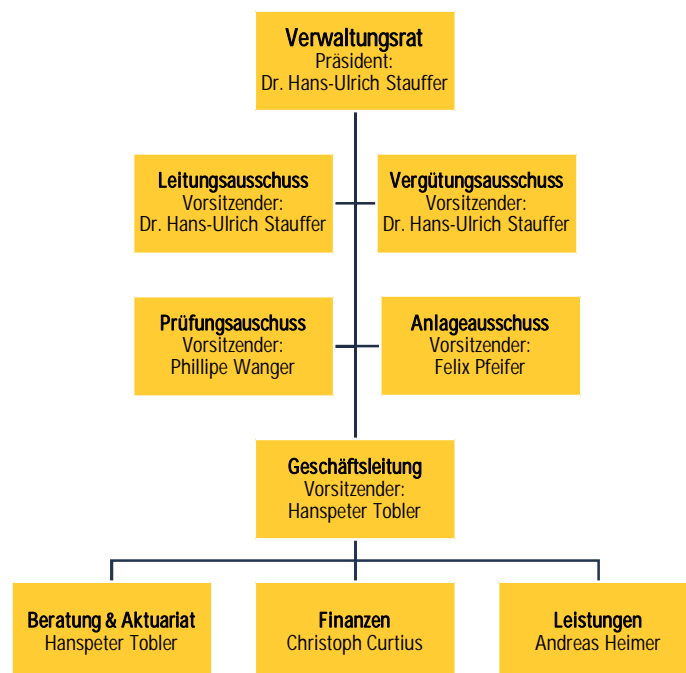 Verwaltungsrat
Präsident:
Dr. Hans-Ulrich Stauffer
Leitungsausschuss
Vorsitzender:
Dr. Hans-Ulrich Stauffer
Vergütungsausschuss
Vorsitzender:
Dr. Hans-Ulrich Stauffer
Prüfungsauschuss
Vorsitzender:
Phillipe Wanger
Anlageausschuss
Vorsitzender:
Felix Pfeifer
Geschäftsleitung
Vorsitzender:
Hanspeter Tobler
Beratung & Aktuariat
Hanspeter Tobler
Finanzen
Christoph Curtius
Leistungen
Andreas Heimer